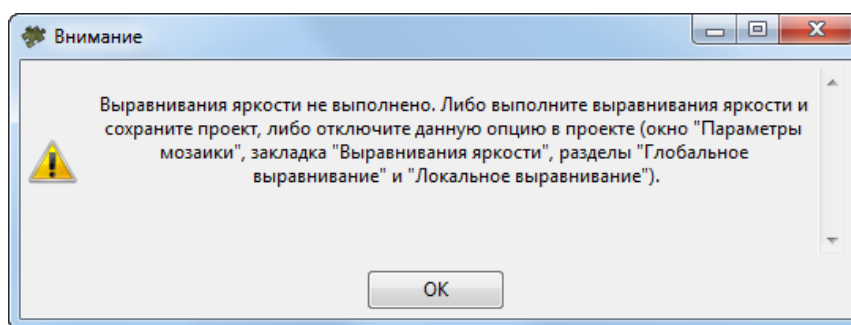 Внимание
Выравнивания яркости не выполнено. Либо выполните выравнивания яркости и
сохраните проект, либо отключите данную опцию в проекте (окно "Параметры
мозаики", закладка "Выравнивания яркости", разделы "Глобальное
выравнивание" и "Локальное выравнивание").
OK